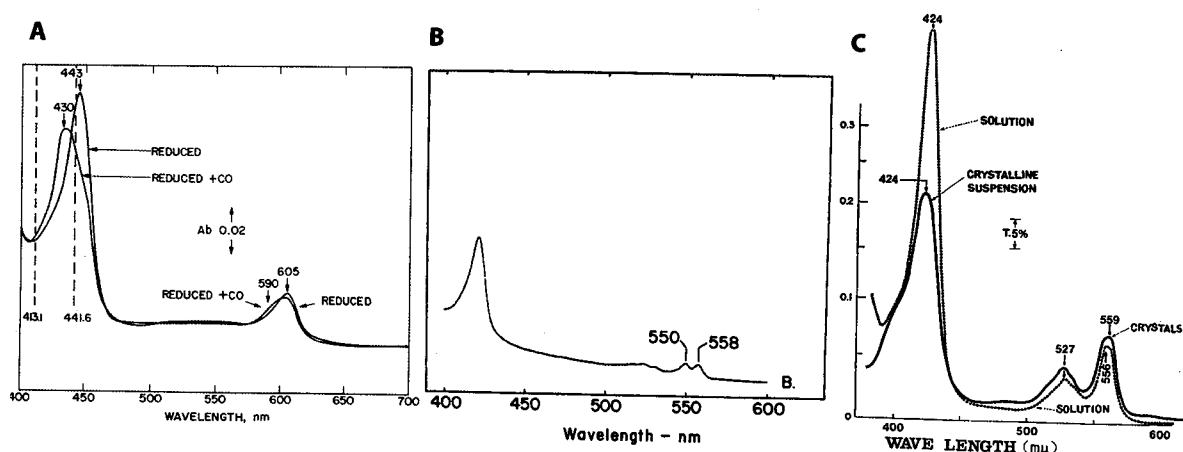 A
443
430
REDUCED
REDUCED +CO
Ab 0.02
590
605
REDUCED +CO
REDUCED
413.1
441.6
400
450
500
550
600
650
700
WAVELENGTH, nm
B
550
558
B.
400
450
500
550
600
Wavelength – nm
C
424
SOLUTION
0.3
CRYSTALLINE
SUSPENSION
424
0.2
T.5%
0.1
559
CRYSTALS
527
556
SOLUTION
0
400
500
600
WAVE LENGTH (mμ)